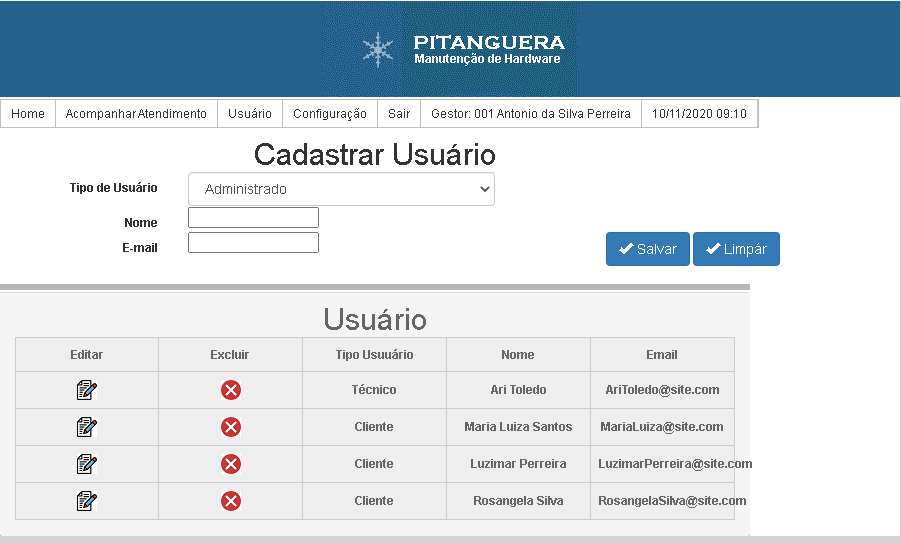 PITANGUERA
Manutenção de Hardware
Home Acompanhar Atendimento Usuário Configuração Sair Gestor: 001 Antonio da Silva Perreira 10/11/2020 09:10
Cadastrar Usuário
Tipo de Usuário Administrado
Nome
E-mail
Salvar Limpár
Usuário
Editar Excluir Tipo Usuuário Nome Email
Técnico Ari Toledo AriToledo@site.com
Cliente Maria Luiza Santos MariaLuiza@site.com
Cliente Luzimar Perreira LuzimarPerreira@site.com
Cliente Rosangela Silva RosangelaSilva@site.com